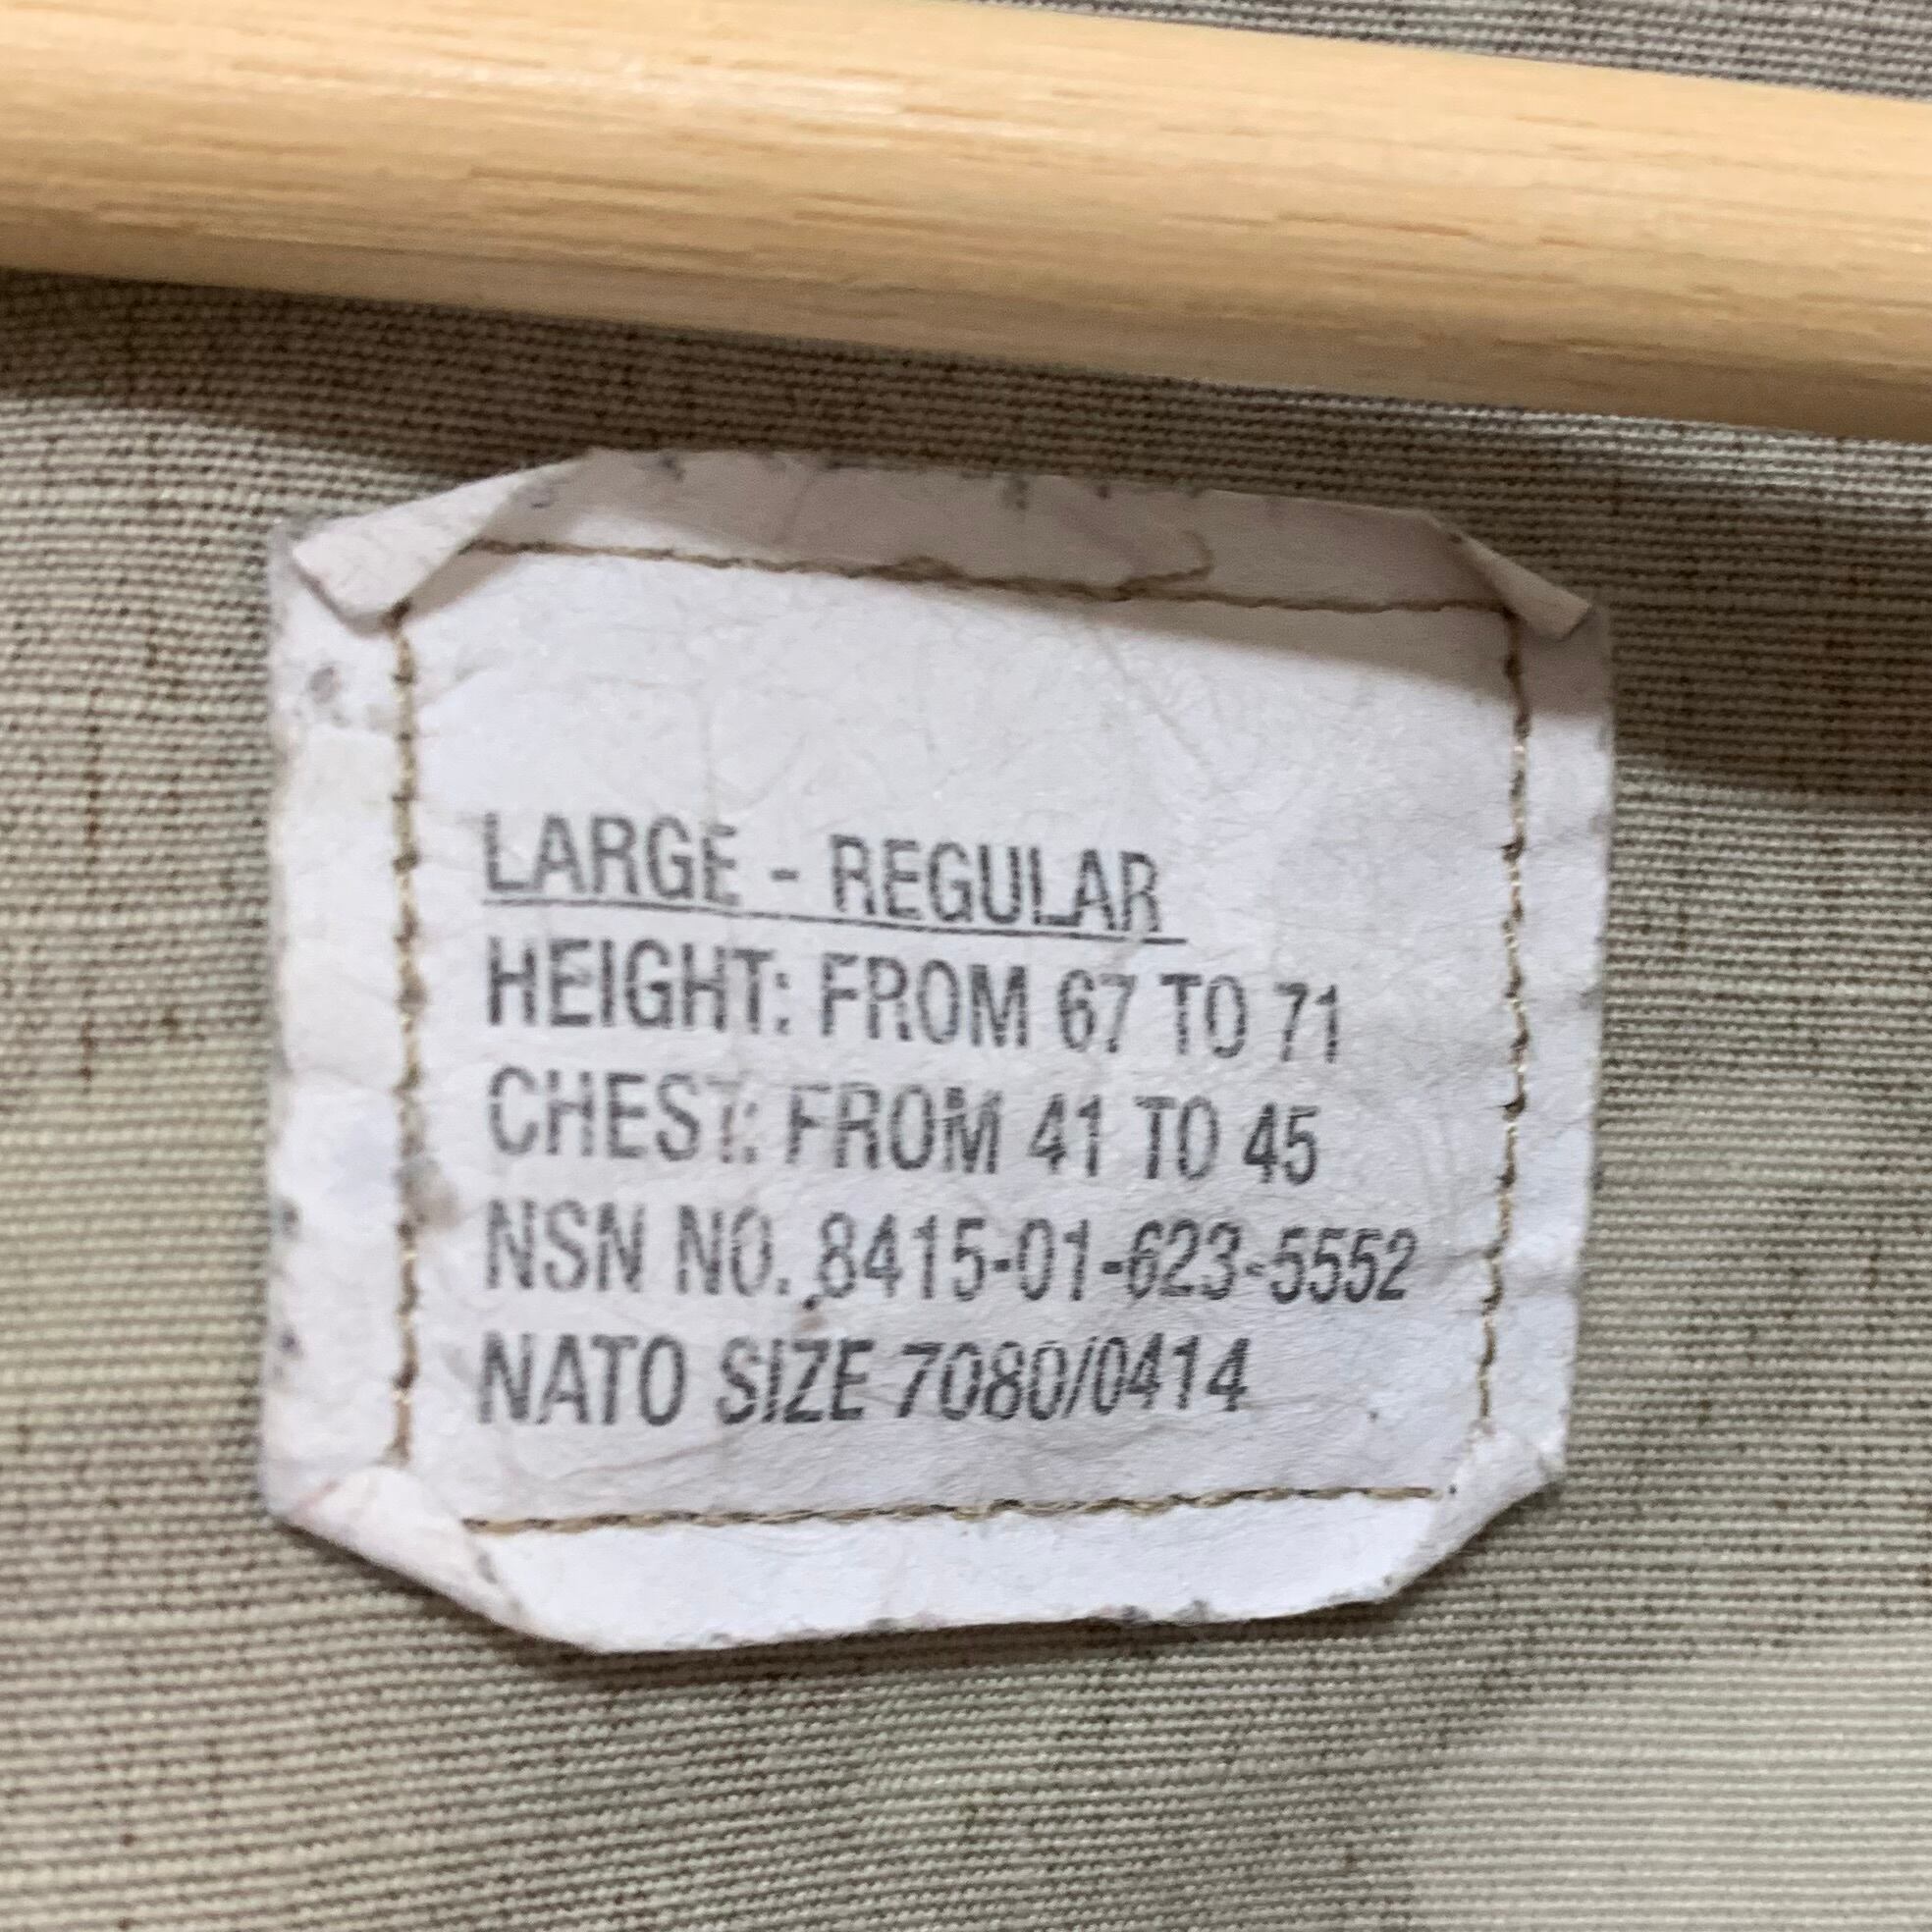 LARGE - REGULAR
HEIGHT: FROM 67 TO 71
CHEST: FROM 41 TO 45
NSN NO. 8415-01-623-5552
NATO SIZE 7080/0414